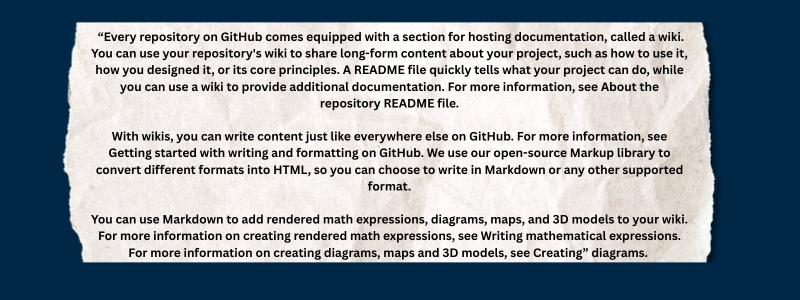 “Every repository on GitHub comes equipped with a section for hosting documentation, called a wiki.
You can use your repository's wiki to share long-form content about your project, such as how to use it,
how you designed it, or its core principles. A README file quickly tells what your project can do, while
you can use a wiki to provide additional documentation. For more information, see About the
repository README file.
With wikis, you can write content just like everywhere else on GitHub. For more information, see
Getting started with writing and formatting on GitHub. We use our open-source Markup library to
convert different formats into HTML, so you can choose to write in Markdown or any other supported
format.
You can use Markdown to add rendered math expressions, diagrams, maps, and 3D models to your wiki.
For more information on creating rendered math expressions, see Writing mathematical expressions.
For more information on creating diagrams, maps and 3D models, see Creating” diagrams.